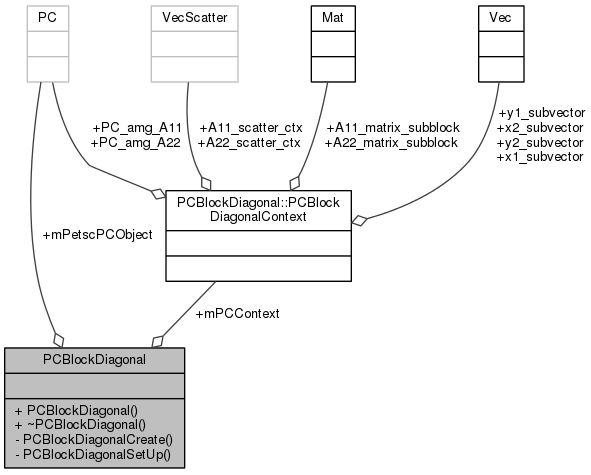 PC
VecScatter
Mat
Vec
+PC_amg_A11
+PC_amg_A22
+A11_scatter_ctx
+A22_scatter_ctx
+A11_matrix_subblock
+A22_matrix_subblock
+y1_subvector
+x2_subvector
+y2_subvector
+x1_subvector
PCBlockDiagonal::PCBlock
DiagonalContext
+mPetscPCObject
+mPCContext
PCBlockDiagonal
+ PCBlockDiagonal()
+ ~PCBlockDiagonal()
- PCBlockDiagonalCreate()
- PCBlockDiagonalSetUp()